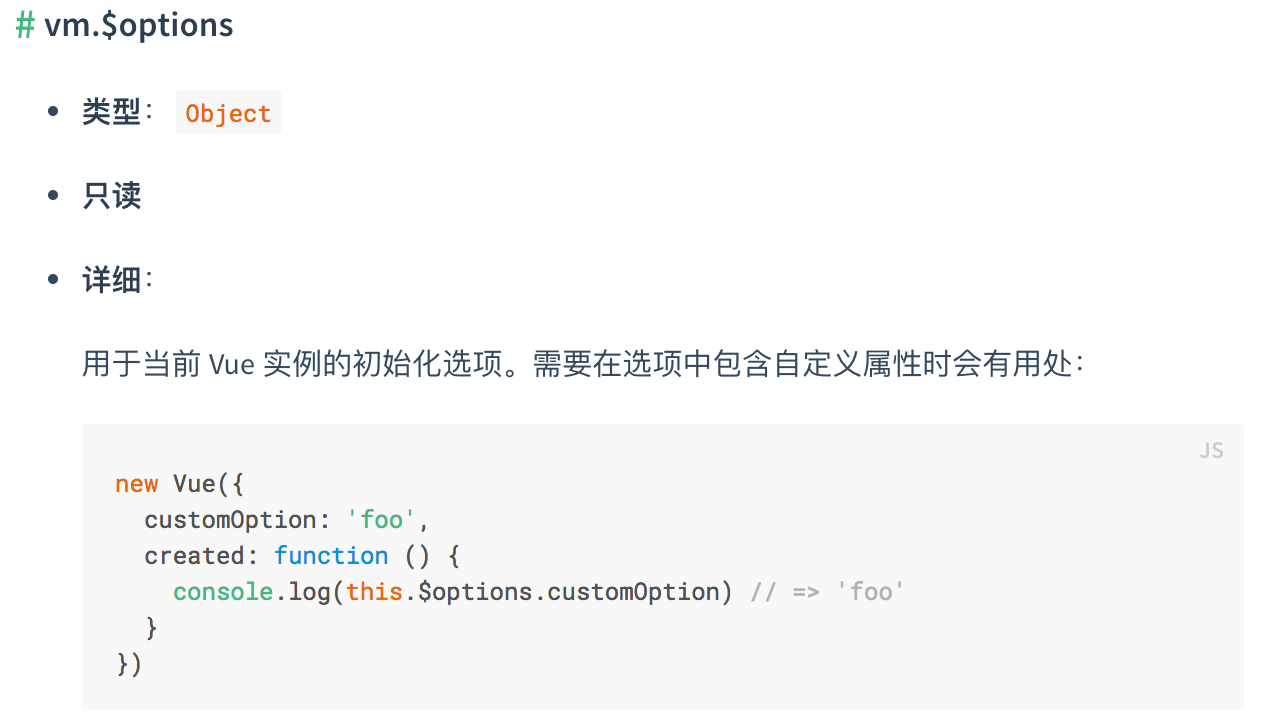 # vm.$options
类型： Object
只读
详细：
用于当前 Vue 实例的初始化选项。需要在选项中包含自定义属性时会有用处：
JS
new Vue({
  customOption: 'foo',
  created: function () {
    console.log(this.$options.customOption) // => 'foo'
  }
})